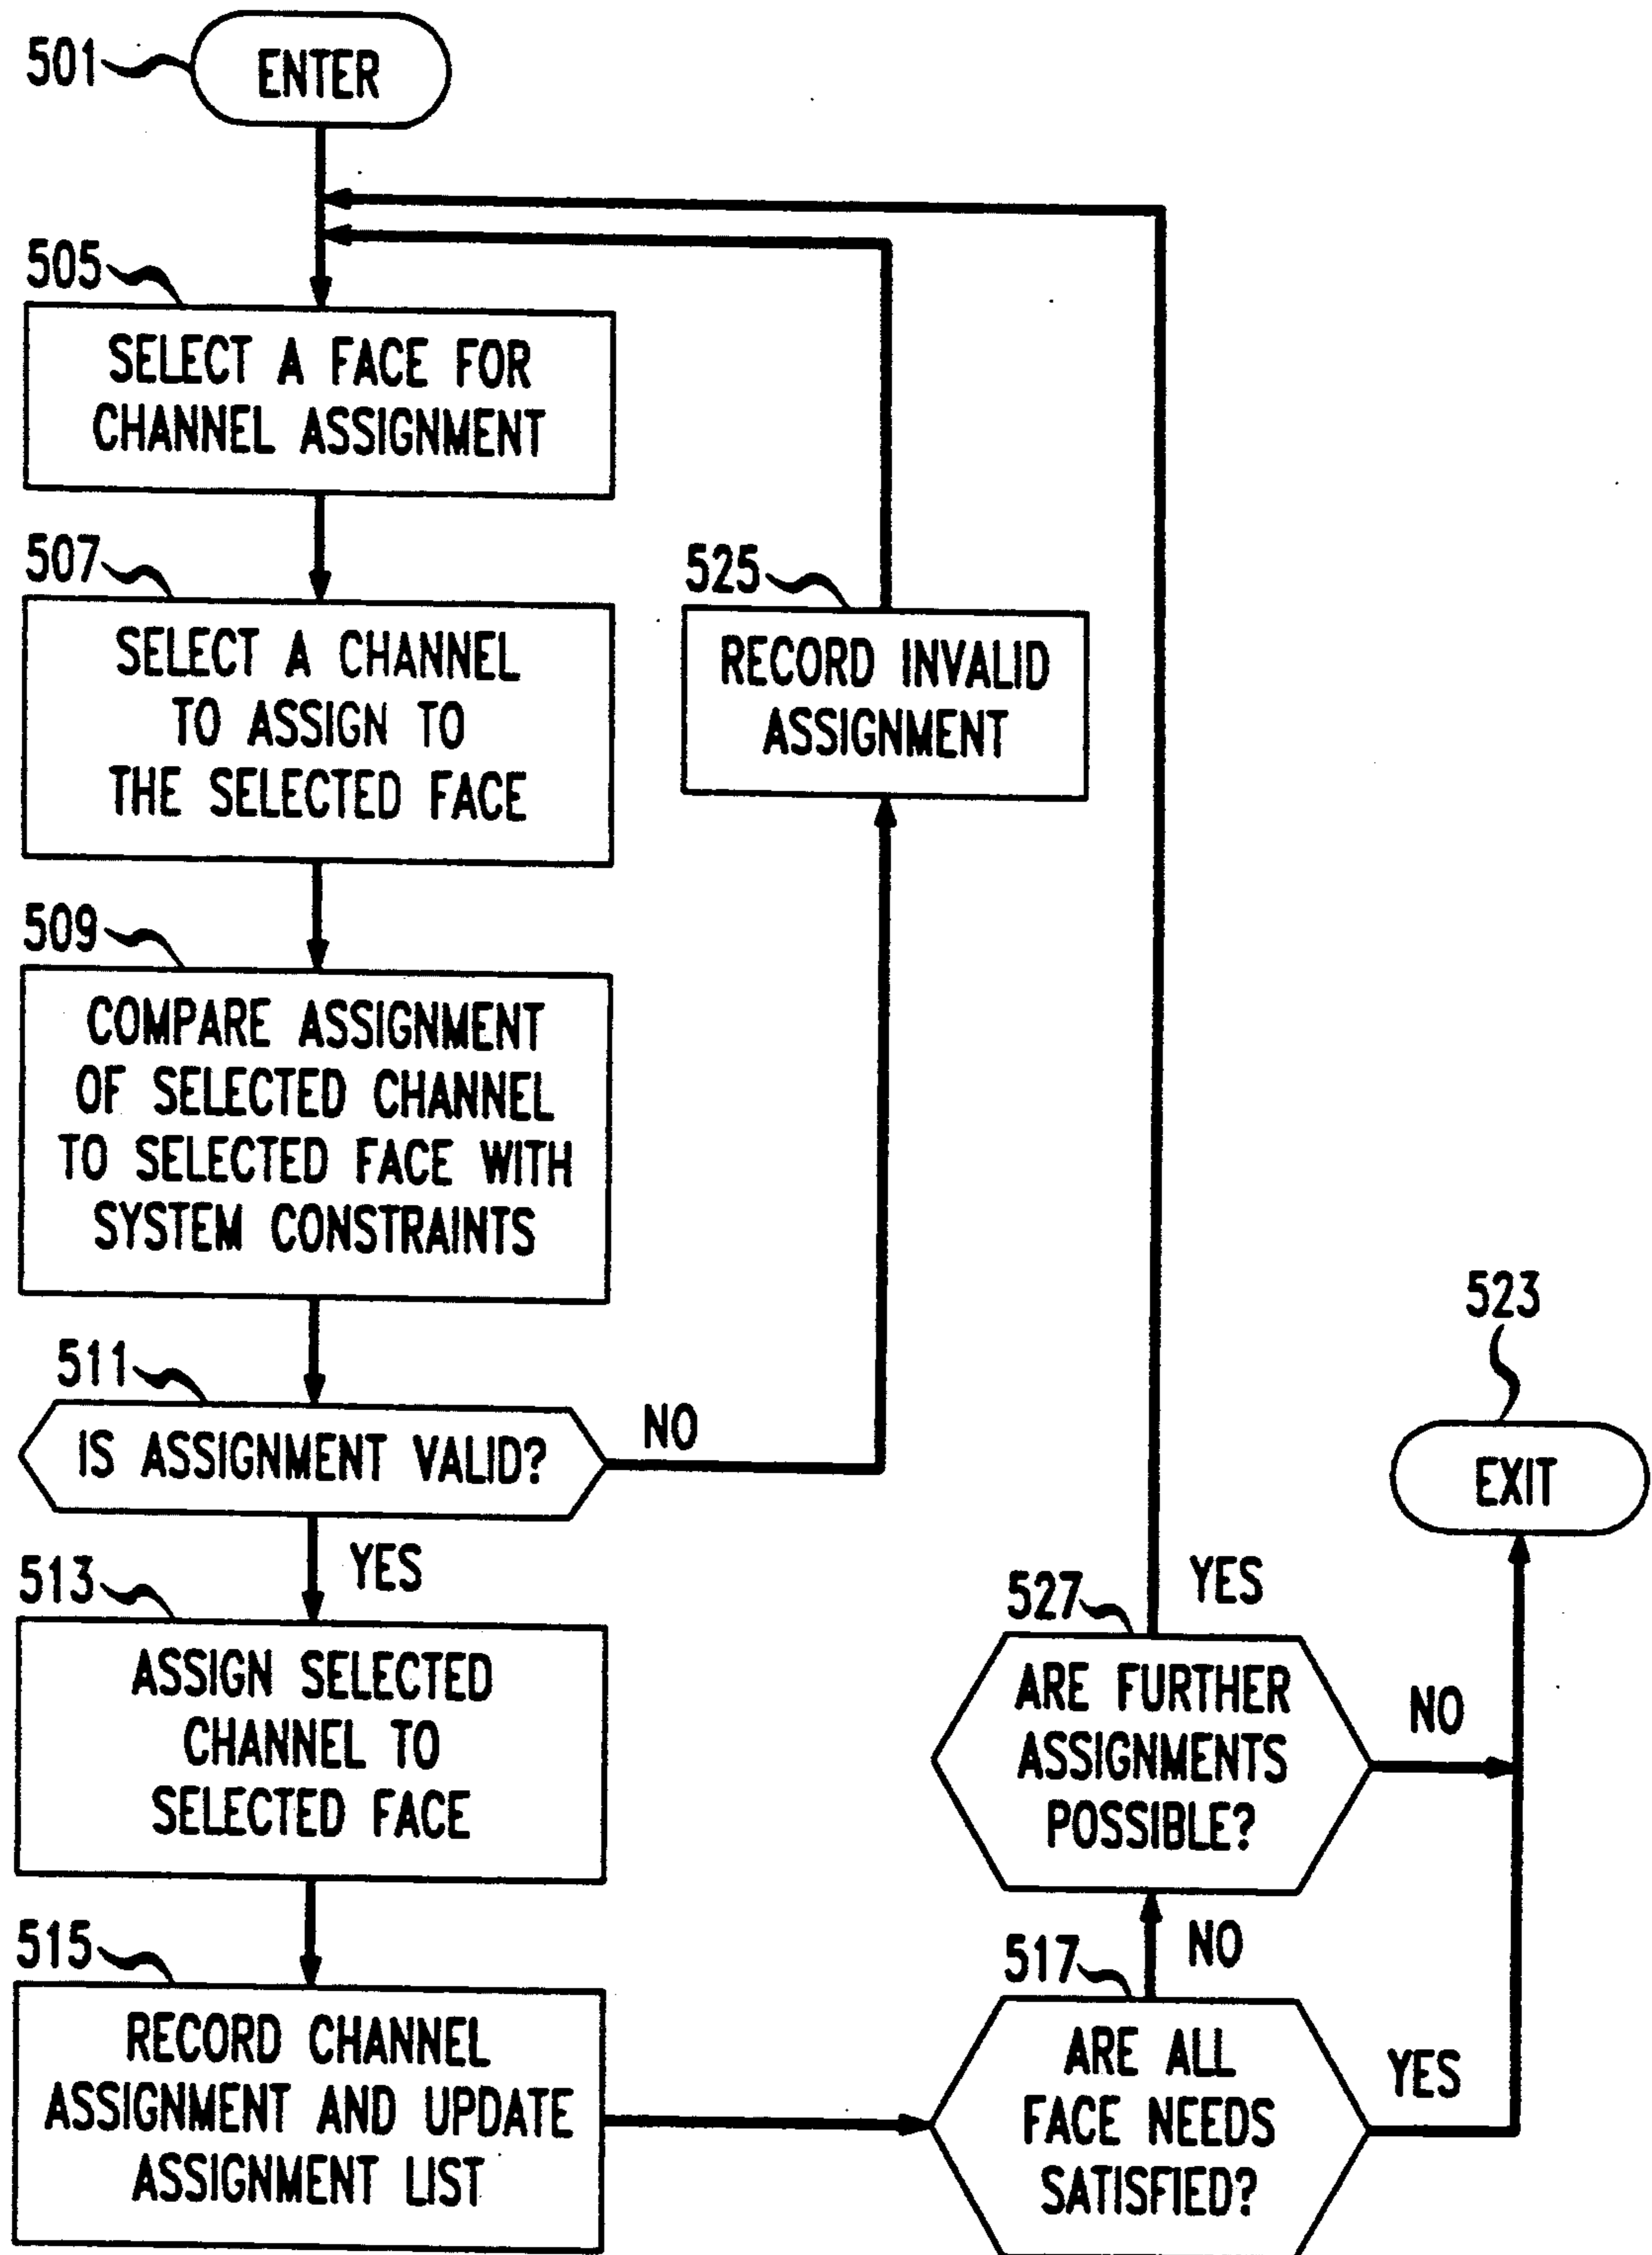 501
ENTER
505
SELECT A FACE FOR
CHANNEL ASSIGNMENT
507
SELECT A CHANNEL
TO ASSIGN TO
THE SELECTED FACE
525
RECORD INVALID
ASSIGNMENT
509
COMPARE ASSIGNMENT
OF SELECTED CHANNEL
TO SELECTED FACE WITH
SYSTEM CONSTRAINTS
511
IS ASSIGNMENT VALID?
NO
YES
513
ASSIGN SELECTED
CHANNEL TO
SELECTED FACE
515
RECORD CHANNEL
ASSIGNMENT AND UPDATE
ASSIGNMENT LIST
517
ARE ALL
FACE NEEDS
SATISFIED?
NO
YES
527
ARE FURTHER
ASSIGNMENTS
POSSIBLE?
YES
NO
523
EXIT